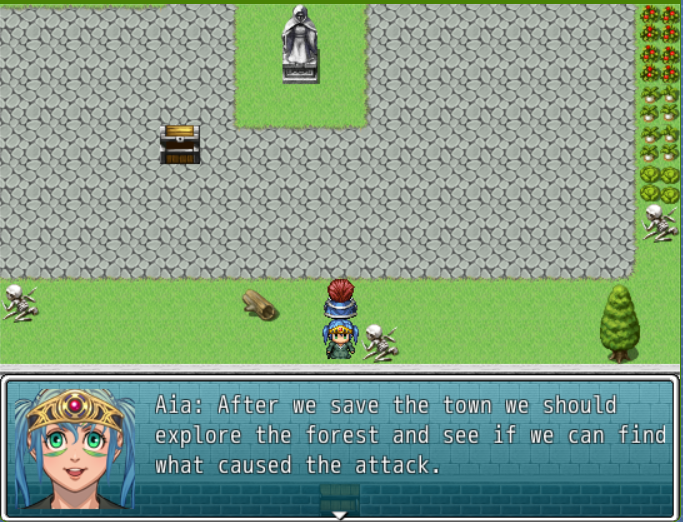 Aia: After we save the town we should
explore the forest and see if we can find
what caused the attack.